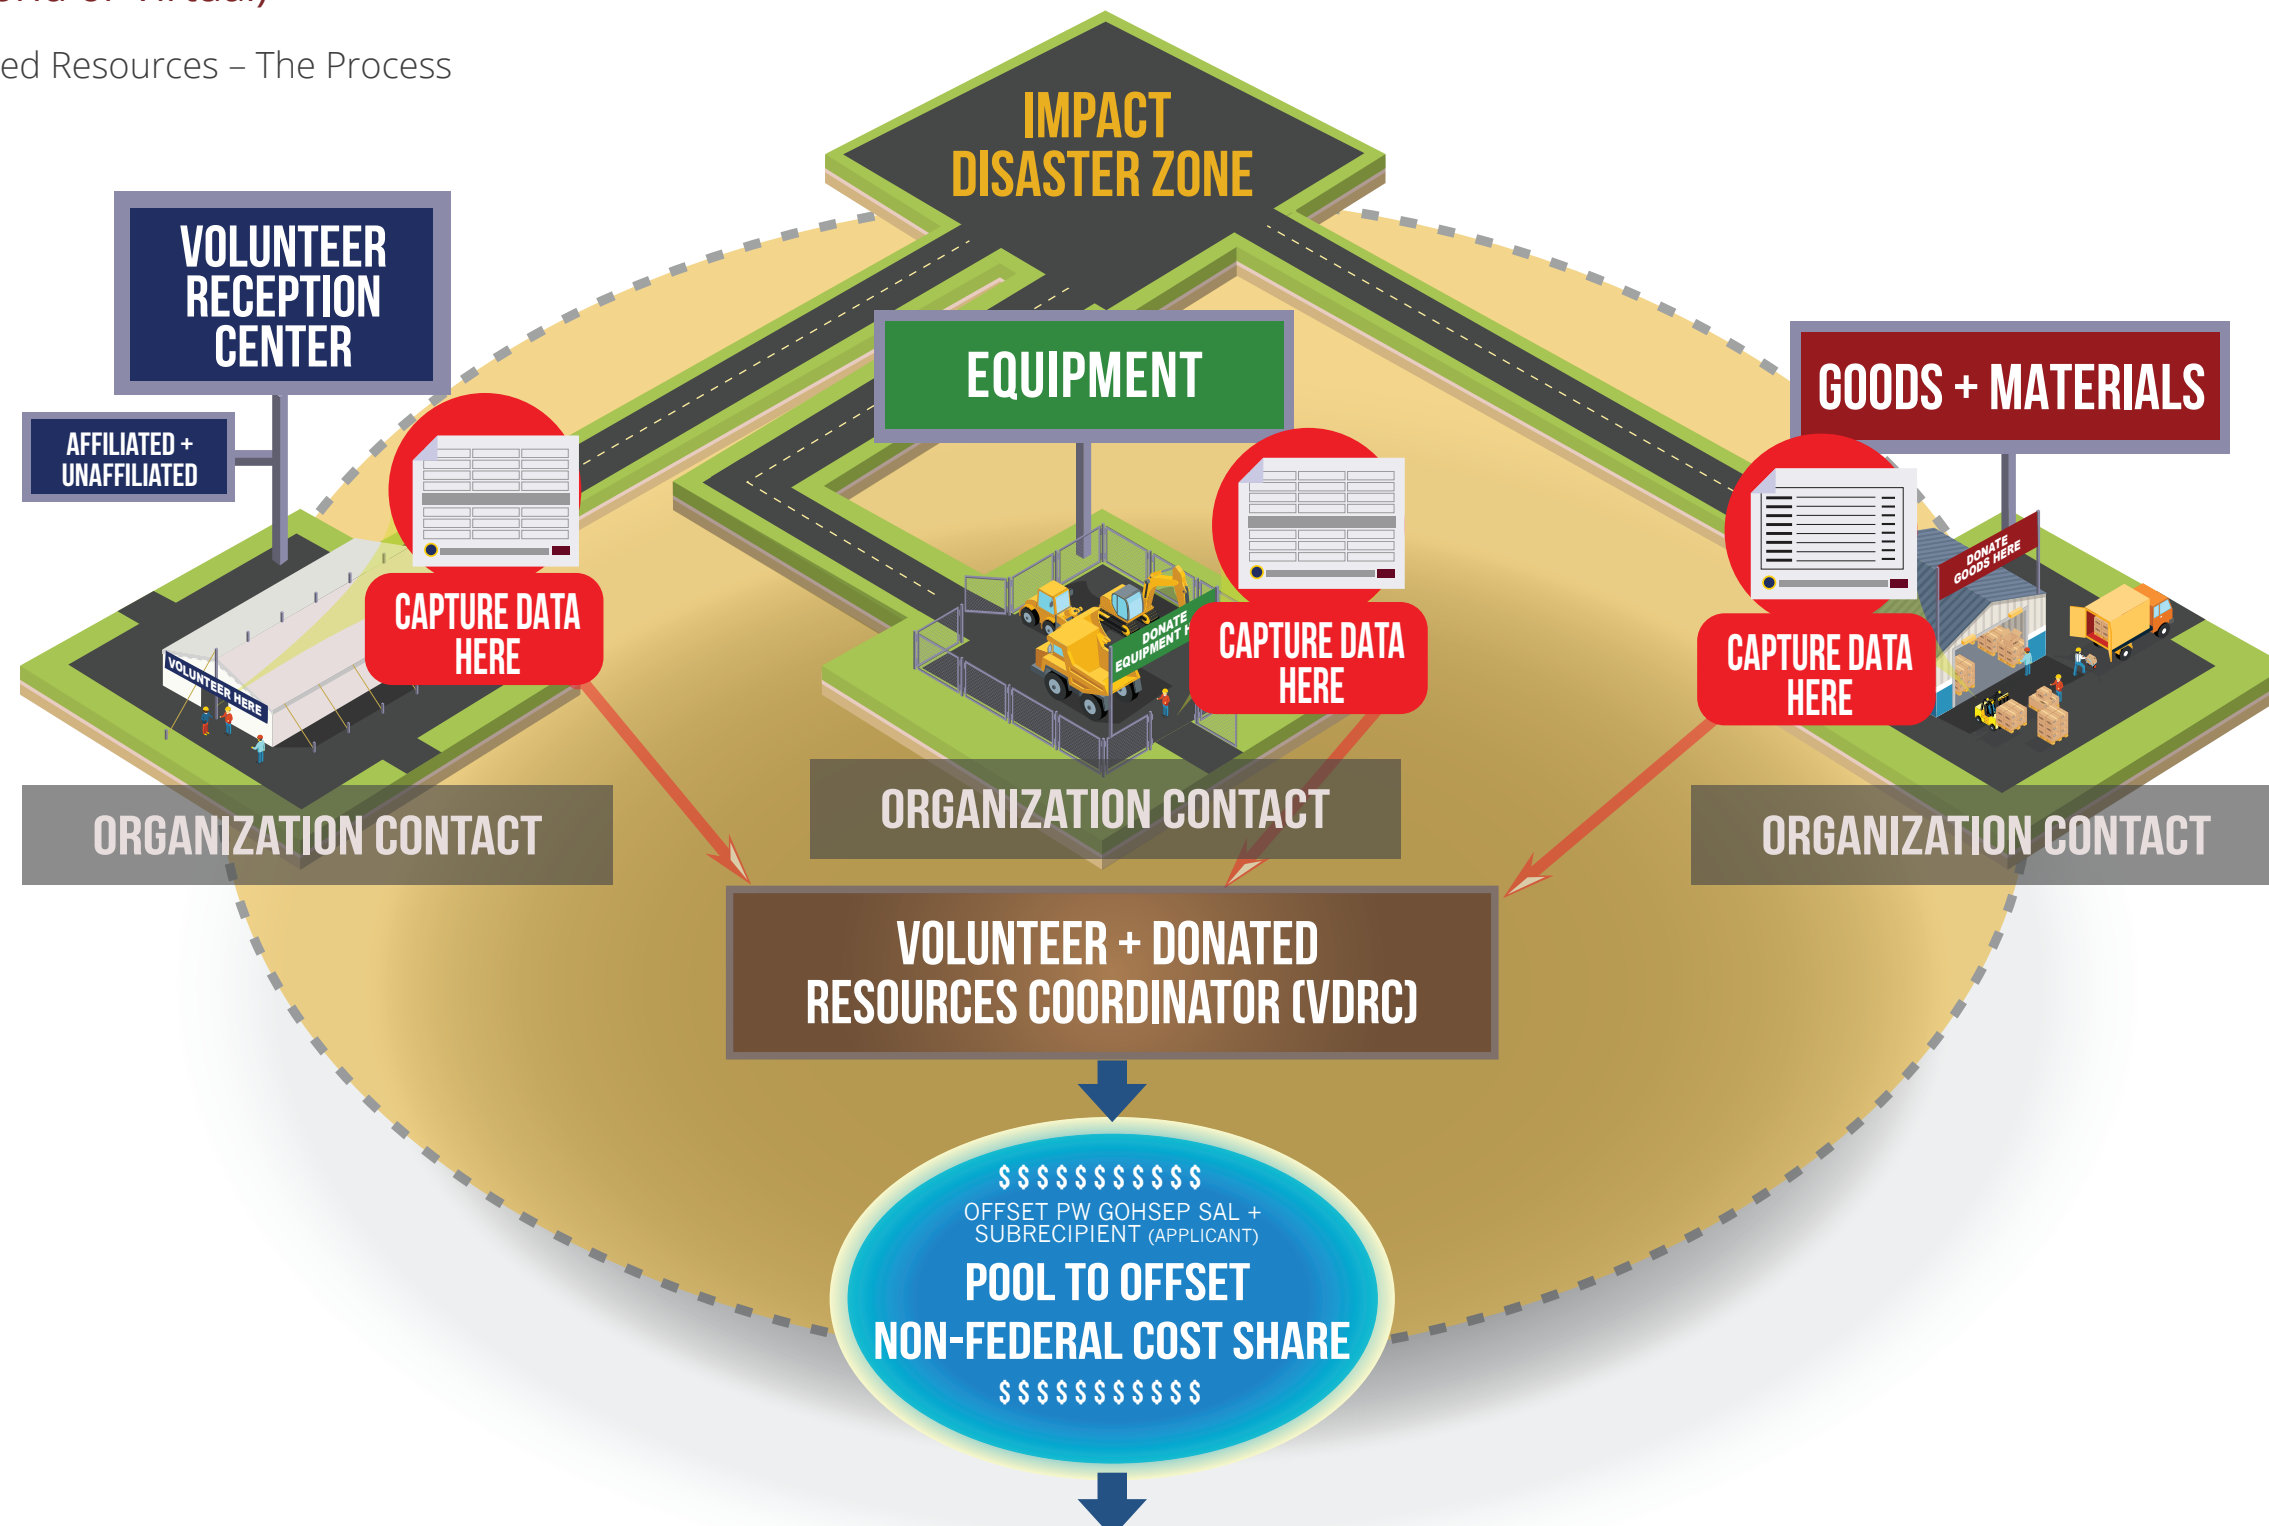 ed Resources – The Process
IMPACT
DISASTER ZONE
VOLUNTEER
RECEPTION
CENTER
AFFILIATED +
UNAFFILIATED
EQUIPMENT
GOODS + MATERIALS
VOLUNTEER HERE
CAPTURE DATA
HERE
DONATE
EQUIPMENT H
CAPTURE DATA
HERE
DONATE
GOODS HERE
CAPTURE DATA
HERE
ORGANIZATION CONTACT
ORGANIZATION CONTACT
ORGANIZATION CONTACT
VOLUNTEER + DONATED
RESOURCES COORDINATOR (VDRC)
$ $ $ $ $ $ $ $ $ $ $
OFFSET PW GOHSEP SAL +
SUBRECIPIENT (APPLICANT)
POOL TO OFFSET
NON-FEDERAL COST SHARE
$ $ $ $ $ $ $ $ $ $ $